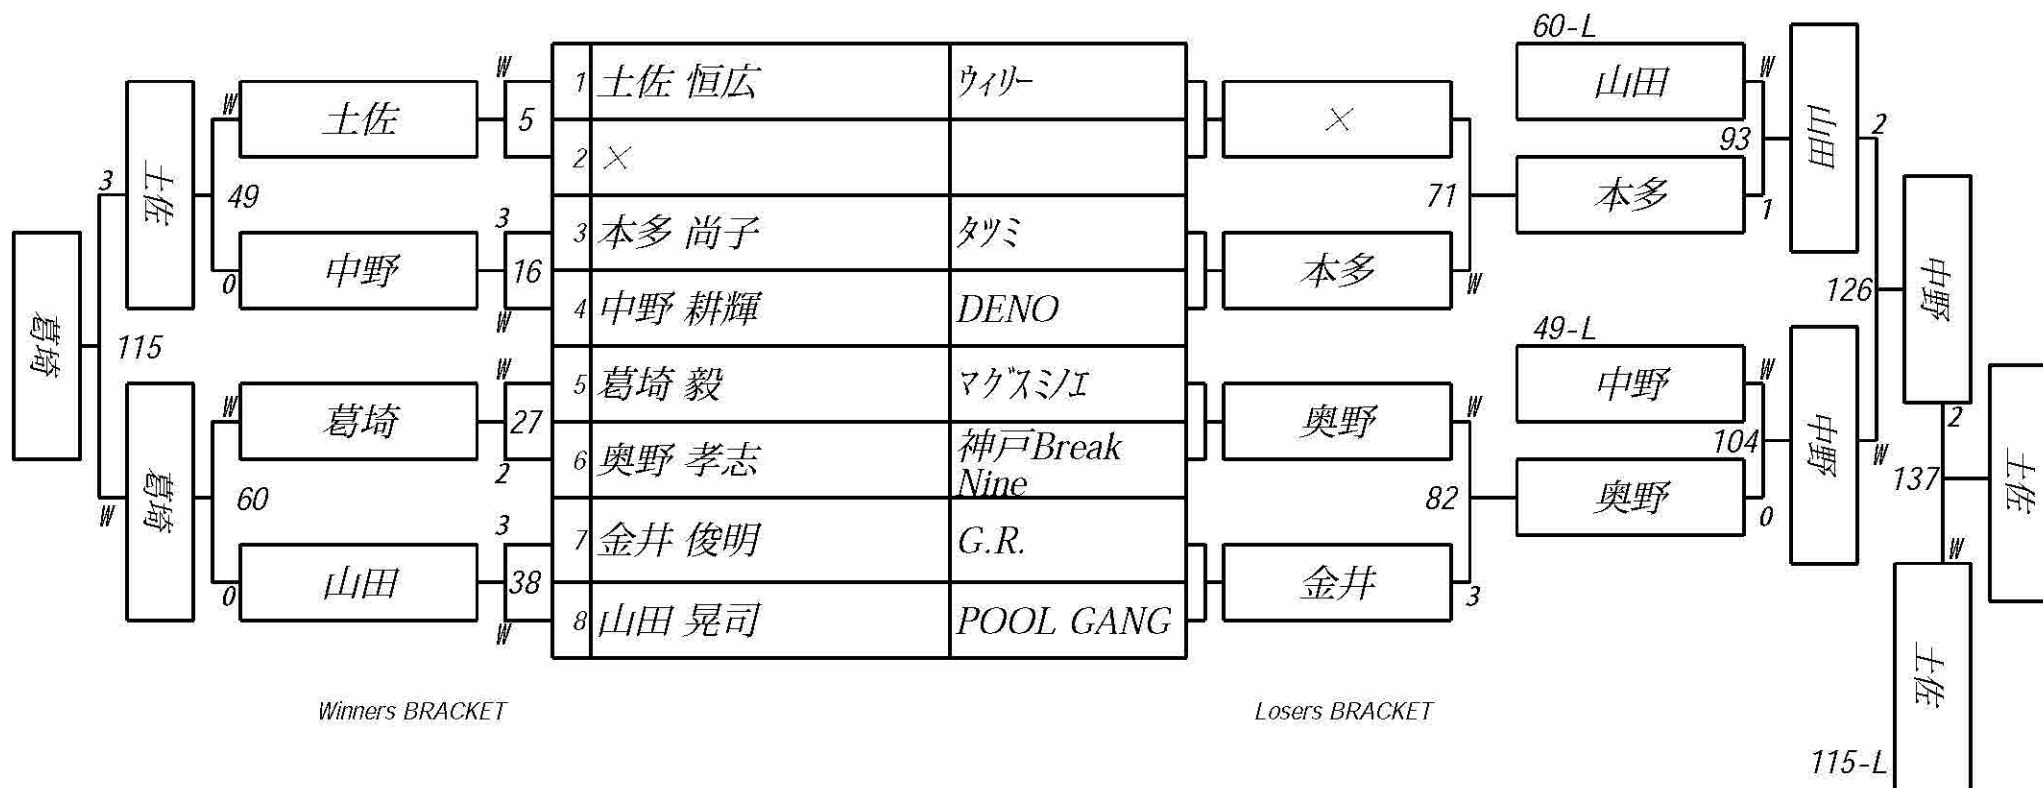 60-L
W
1 土佐 恒広 ウィリー
W
土佐
5
×
山田
W
山田
2
2 ×
93
土佐
3
49
3
3 本多 尚子 タツミ
71
本多
1
中野
16
本多
中野
0
W
4 中野 耕輝 DENO
W
126
葛埼
115
49-L
W
5 葛埼 毅 マグスミノエ
W
葛埼
27
奥野
W
中野
W
土佐
2
6 奥野 孝志 神戸Break
Nine
2
104
中野
W
137
葛埼
W
60
3
7 金井 俊明 G.R.
82
奥野
0
山田
38
金井
3
W
0
W
8 山田 晃司 POOL GANG
土佐
Winners BRACKET
Losers BRACKET
115-L